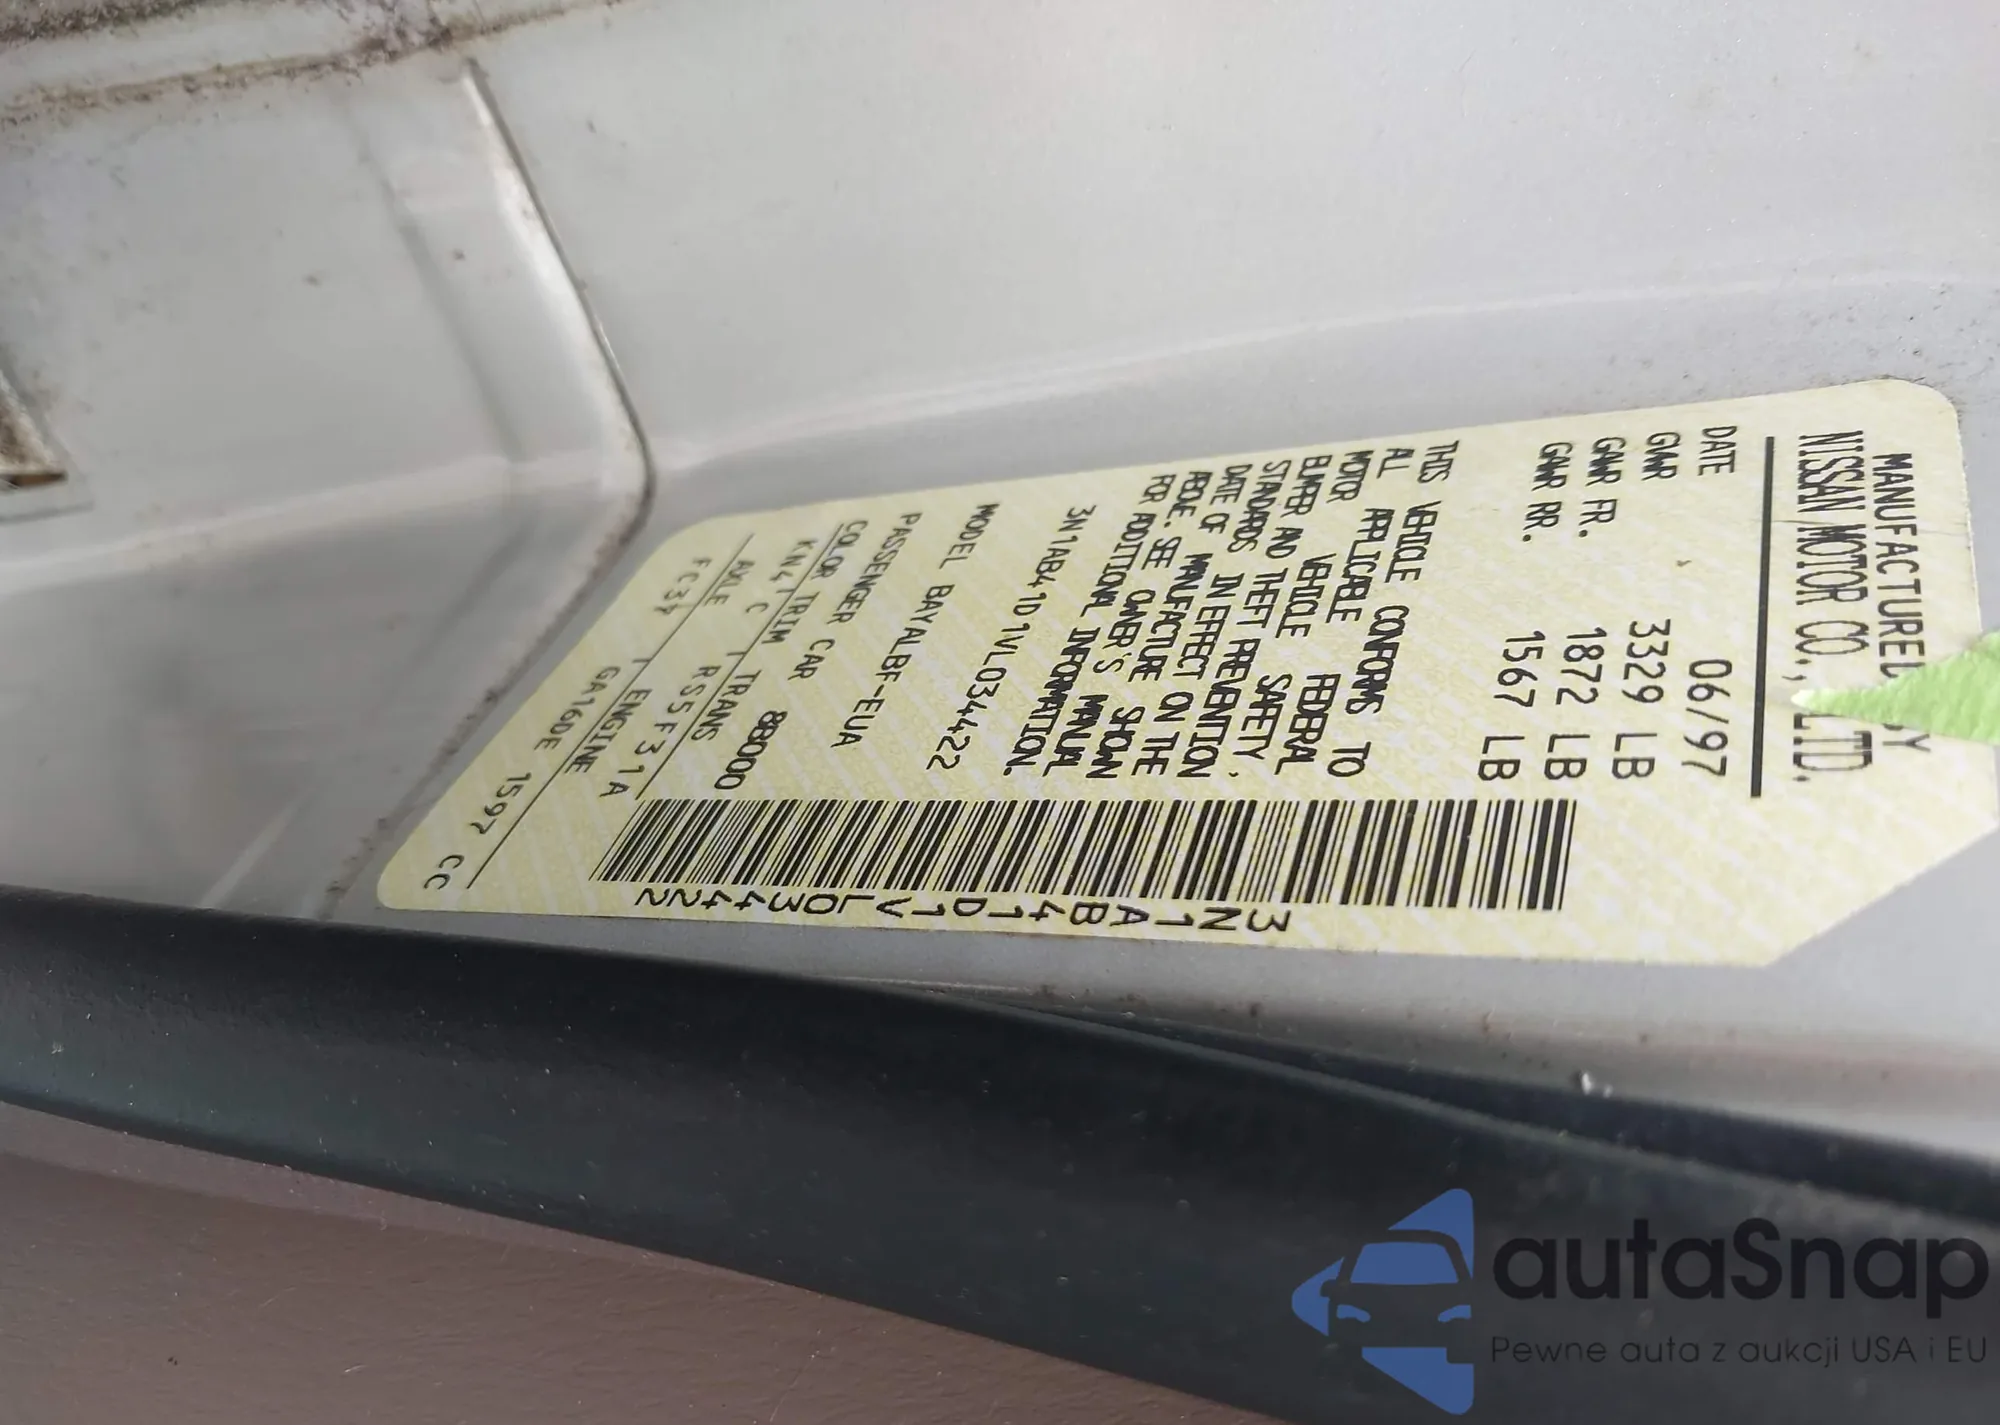 MANUFACTURED BY
NISSAN MOTOR CO., LTD.
DATE 06/97
GVWR 3329 LB
GAWR FR. 1872 LB
GAWR RR. 1567 LB
THIS VEHICLE CONFORMS TO
ALL APPLICABLE FEDERAL
MOTOR VEHICLE SAFETY,
BUMPER AND THEFT PREVENTION
STANDARDS IN EFFECT ON THE
DATE OF MANUFACTURE SHOWN
ABOVE. SEE OWNER'S MANUAL
FOR ADDITIONAL INFORMATION.
3N1AB41D1VL034422
3N1AB41D1VL034422
MODEL BAYALBF-EUA
PASSENGER CAR 8B000
COLOR TRIM TRANS
KN4 C RS5F31A
AXLE ENGINE
FC37 GA16DE 1597 CC
autaSnap
Pewne auta z aukcji USA i EU